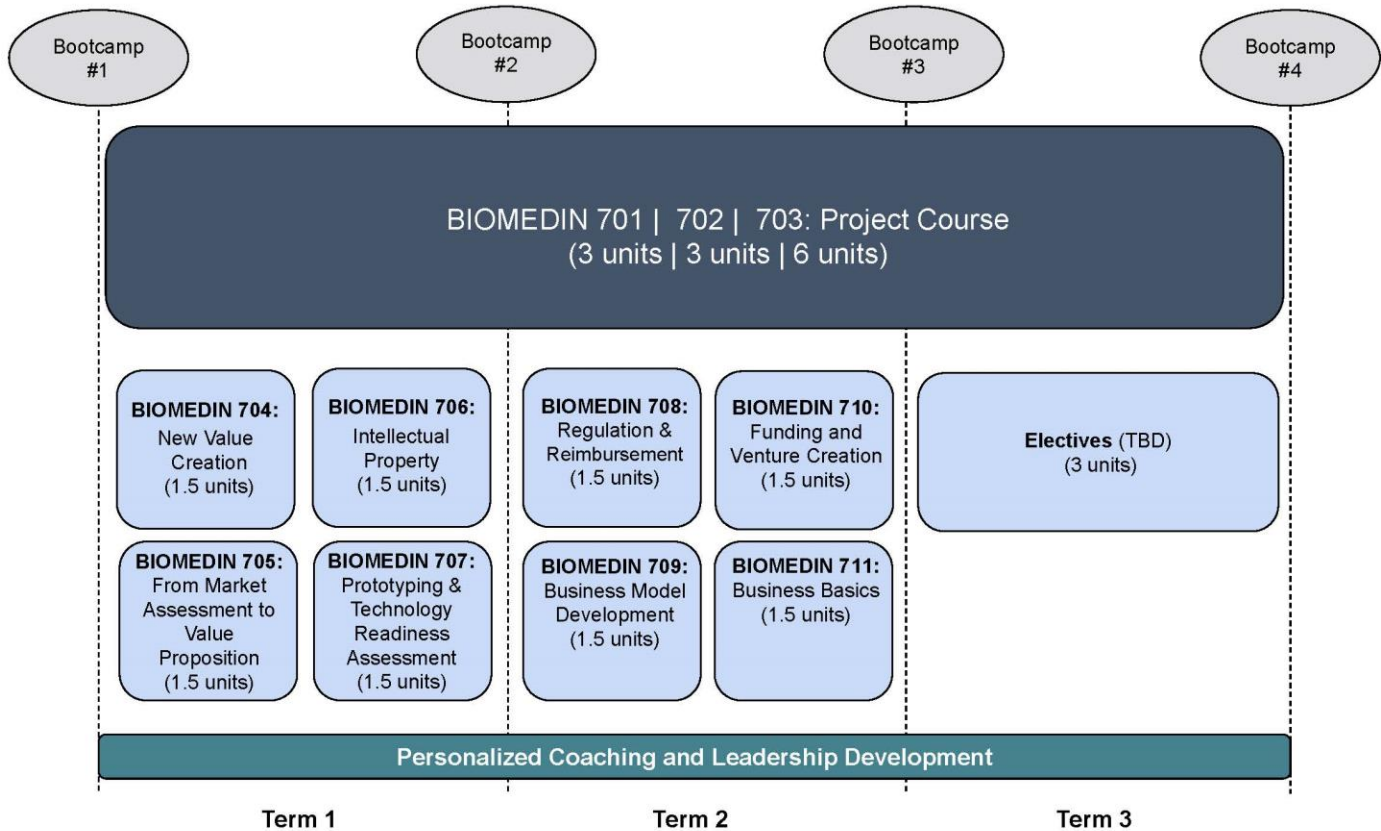 Bootcamp
#1
Bootcamp
#2
Bootcamp
#3
Bootcamp
#4
BIOMEDIN 701 | 702 | 703: Project Course
(3 units | 3 units | 6 units)
BIOMEDIN 704:
New Value
Creation
(1.5 units)
BIOMEDIN 706:
Intellectual
Property
(1.5 units)
BIOMEDIN 708:
Regulation &
Reimbursement
(1.5 units)
BIOMEDIN 710:
Funding and
Venture Creation
(1.5 units)
Electives (TBD)
(3 units)
BIOMEDIN 705:
From Market
Assessment to
Value
Proposition
(1.5 units)
BIOMEDIN 707:
Prototyping &
Technology
Readiness
Assessment
(1.5 units)
BIOMEDIN 709:
Business Model
Development
(1.5 units)
BIOMEDIN 711:
Business Basics
(1.5 units)
Personalized Coaching and Leadership Development
Term 1
Term 2
Term 3